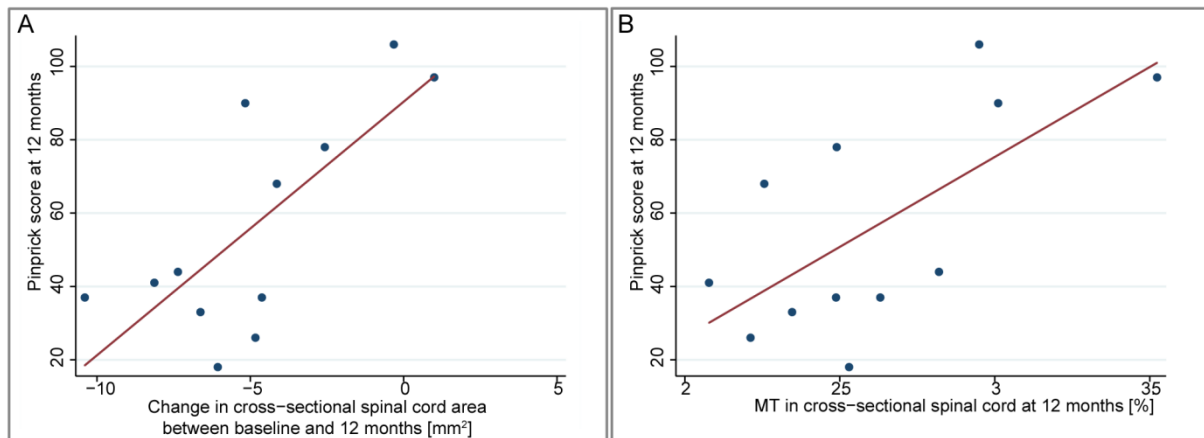 A
Pinprick score at 12 months
100
80
60
40
20
−10
−5
0
5
Change in cross−sectional spinal cord area
between baseline and 12 months [mm²]
B
Pinprick score at 12 months
100
80
60
40
20
2
25
3
35
MT in cross−sectional spinal cord at 12 months [%]